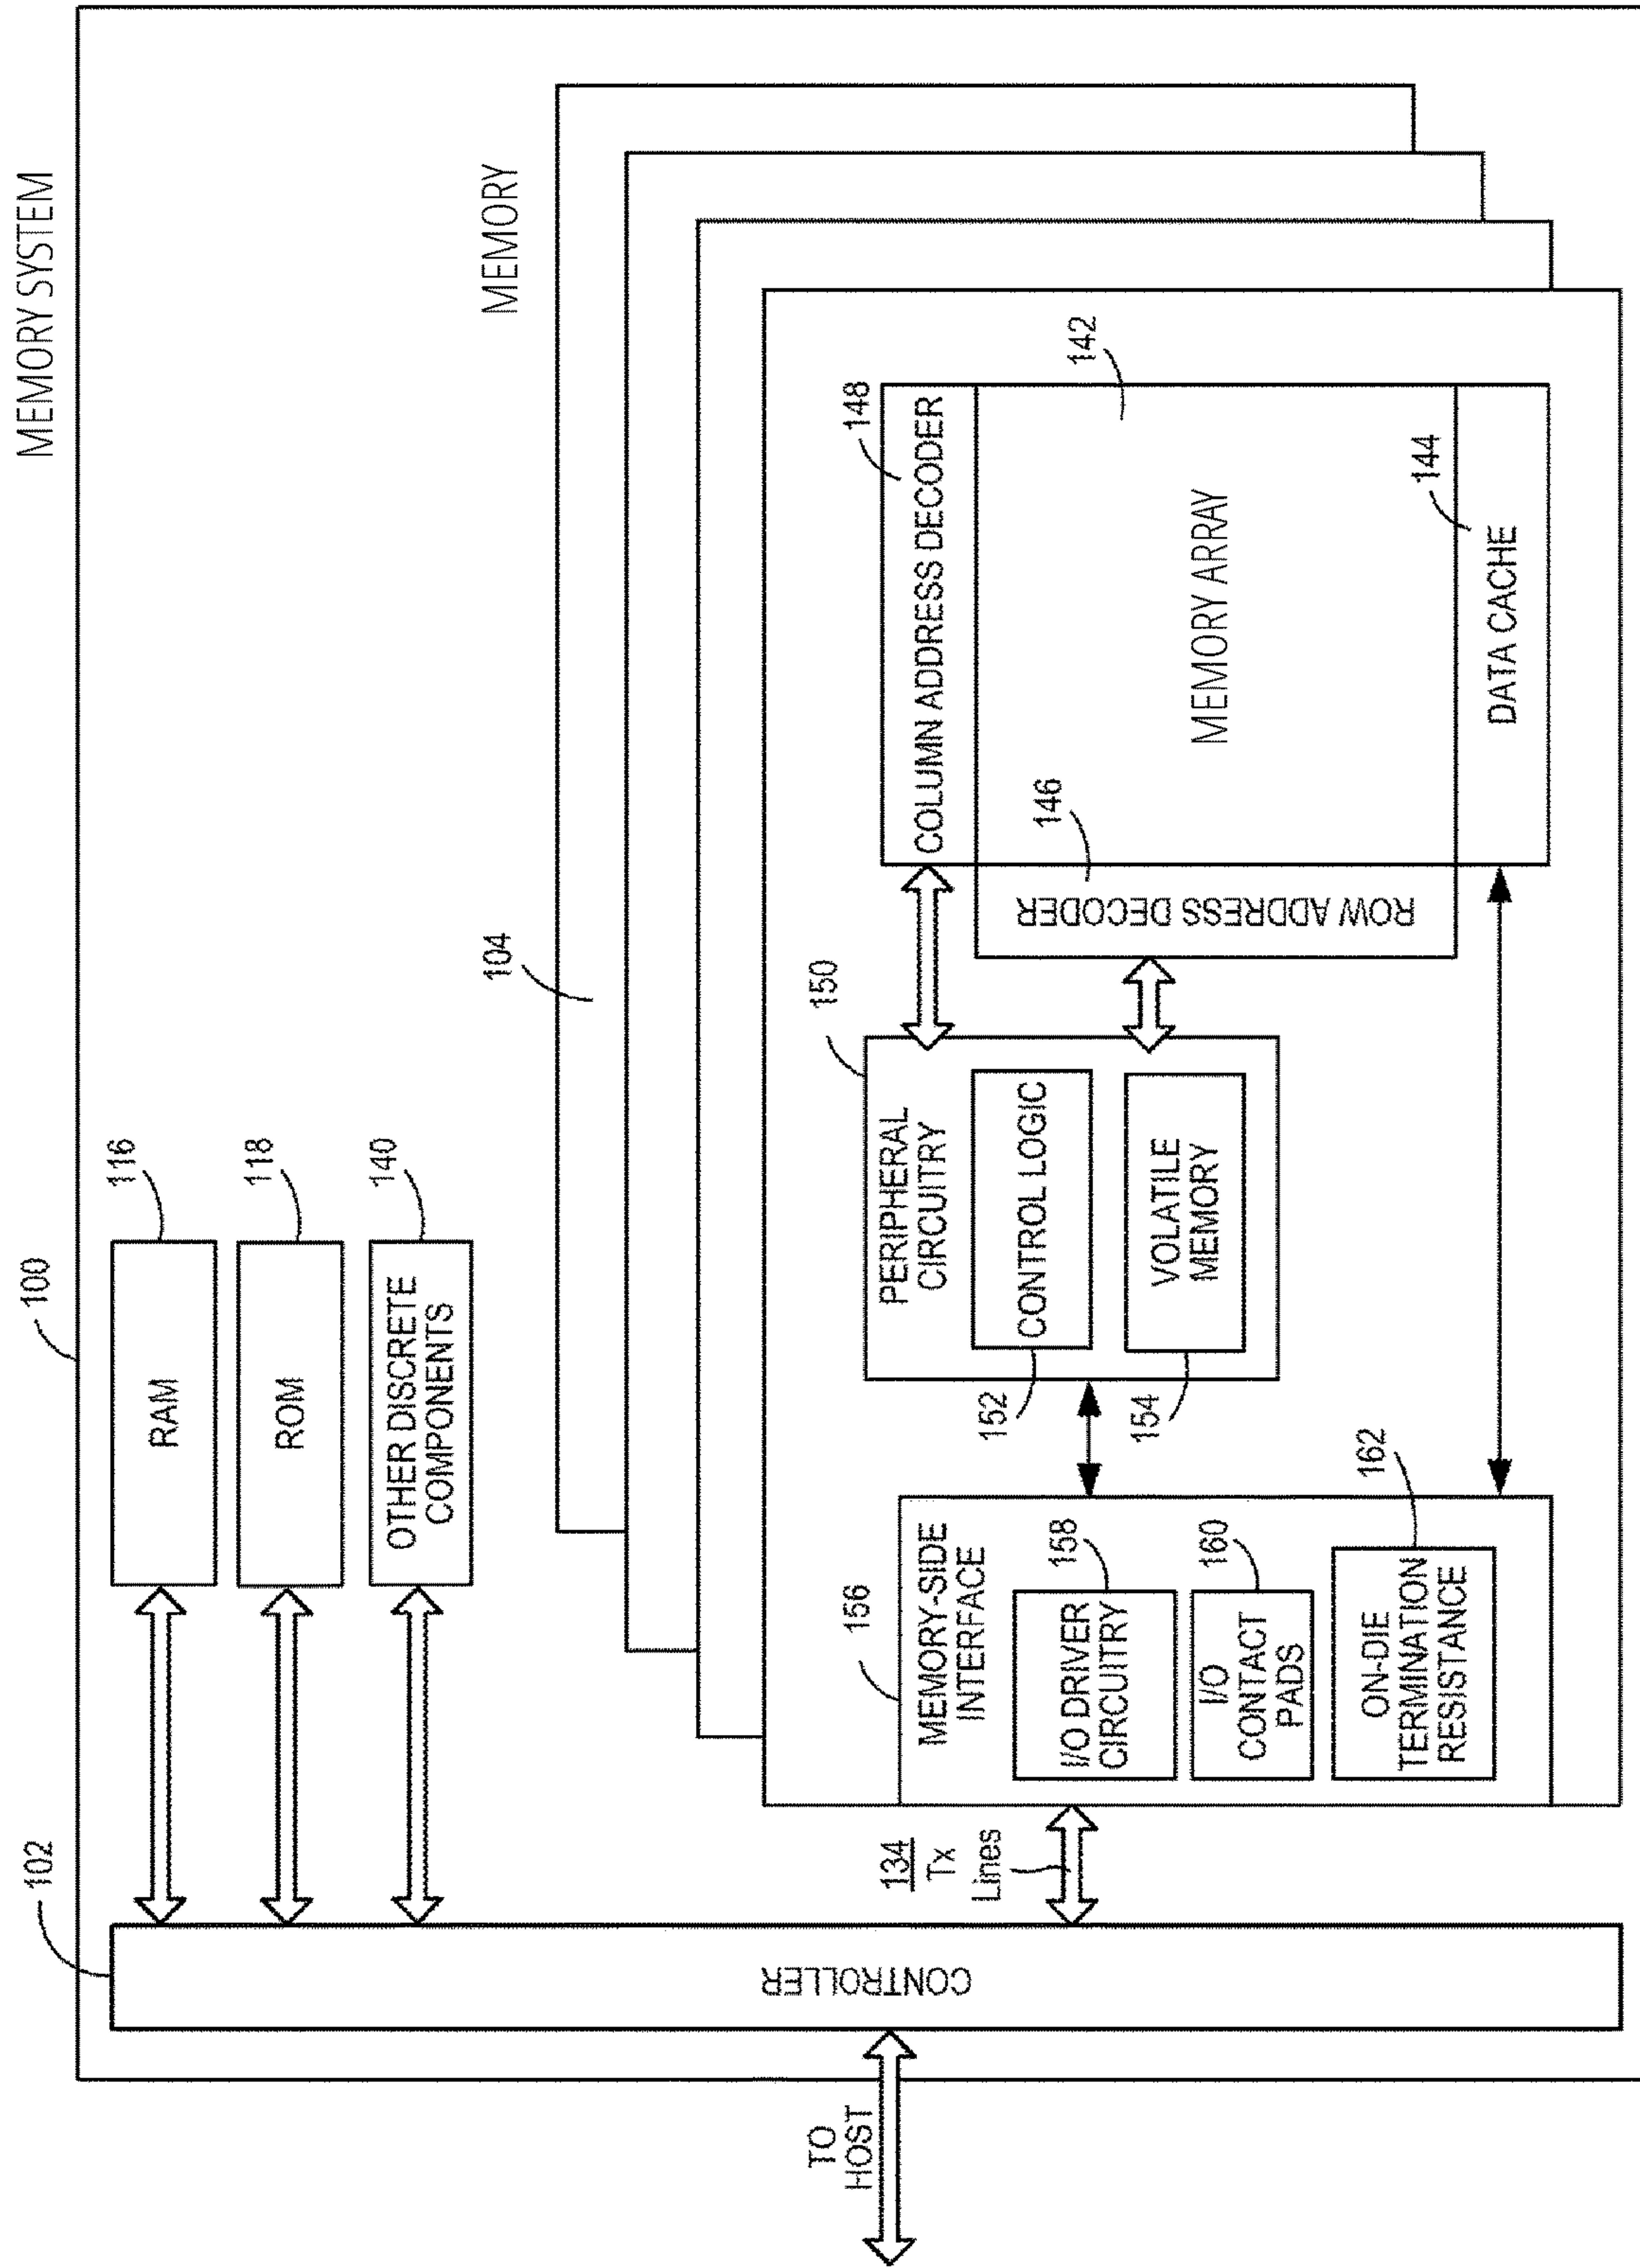 MEMORY SYSTEM
100
102
CONTROLLER
TO
HOST
RAM
116
ROM
118
OTHER DISCRETE
COMPONENTS
140
MEMORY
104
134
Tx
Lines
156
MEMORY-SIDE
INTERFACE
I/O DRIVER
CIRCUITRY
158
I/O
CONTACT
PADS
160
ON-DIE
TERMINATION
RESISTANCE
162
150
PERIPHERAL
CIRCUITRY
CONTROL LOGIC
152
VOLATILE
MEMORY
154
COLUMN ADDRESS DECODER
148
ROW ADDRESS DECODER
146
MEMORY ARRAY
142
DATA CACHE
144